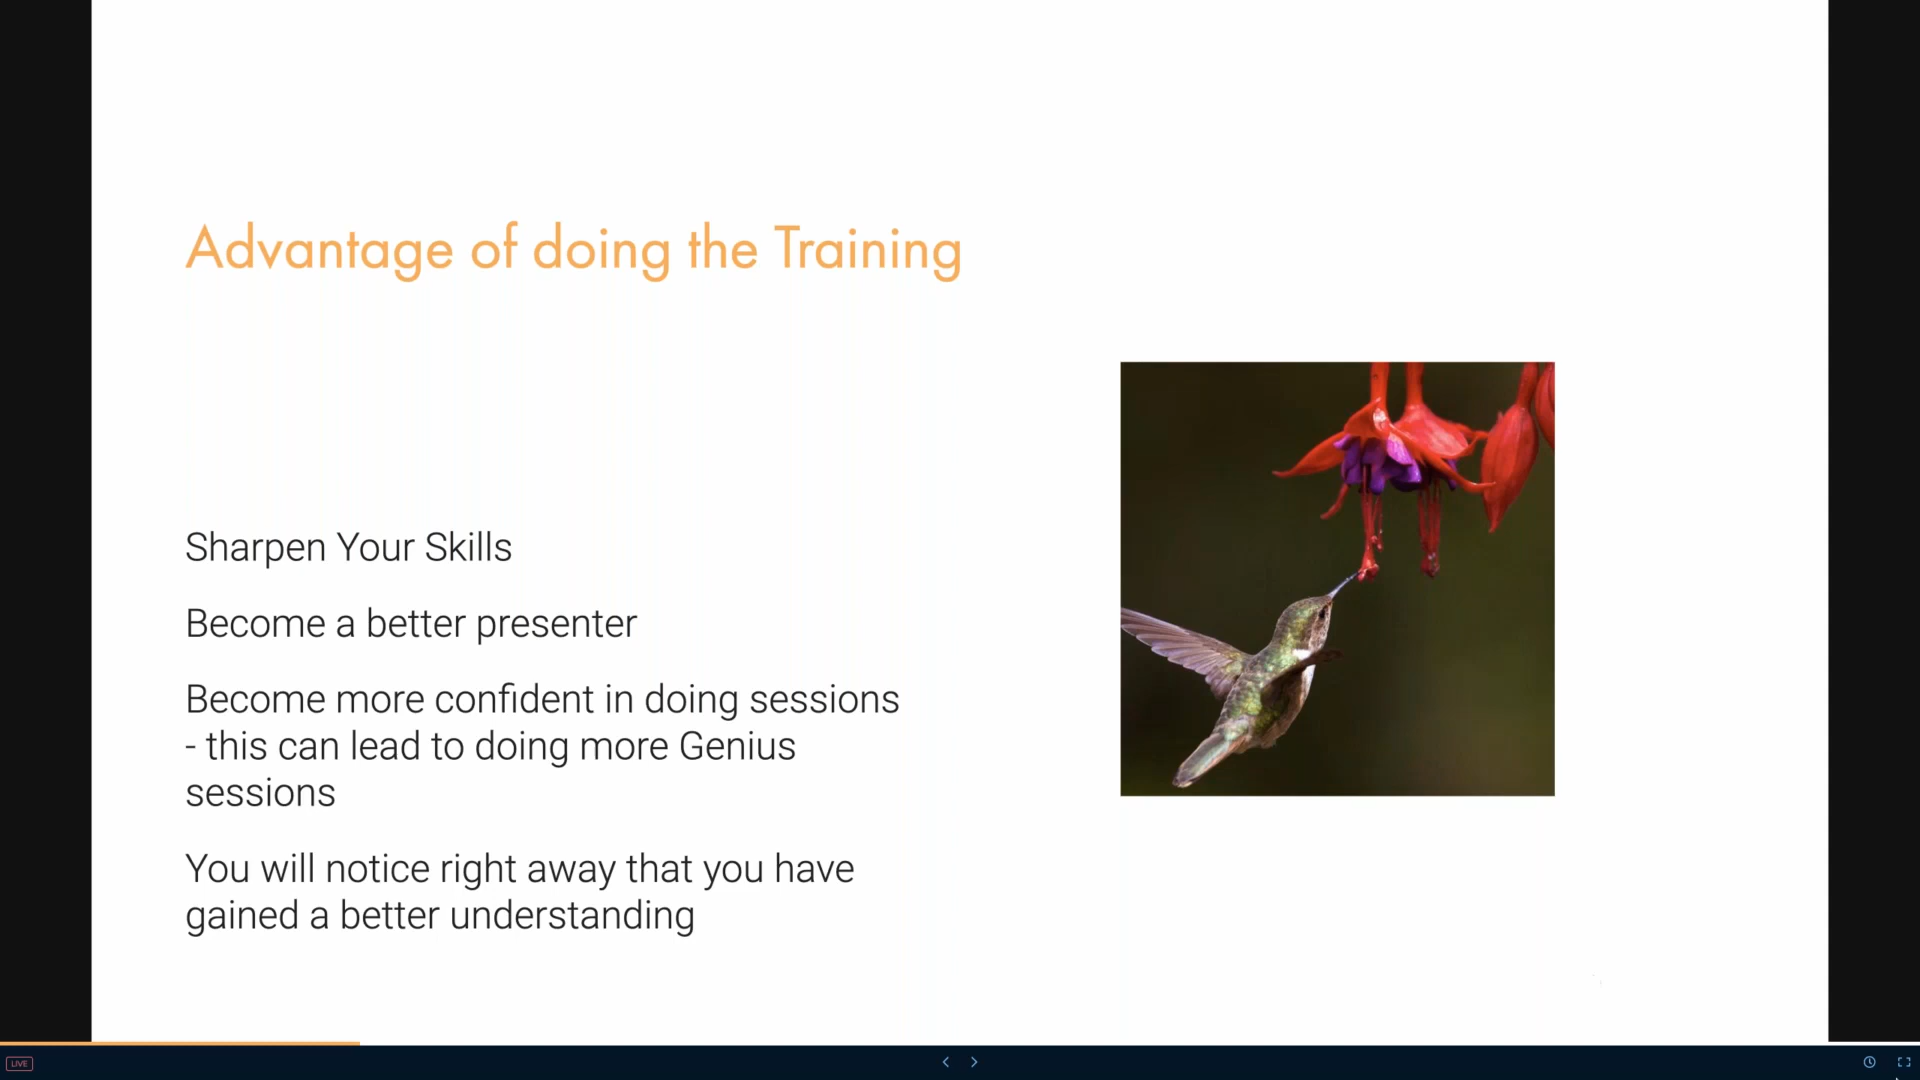 Advantage of doing the Training
Sharpen Your Skills
Become a better presenter
Become more confident in doing sessions
- this can lead to doing more Genius
sessions
You will notice right away that you have
gained a better understanding
LIVE